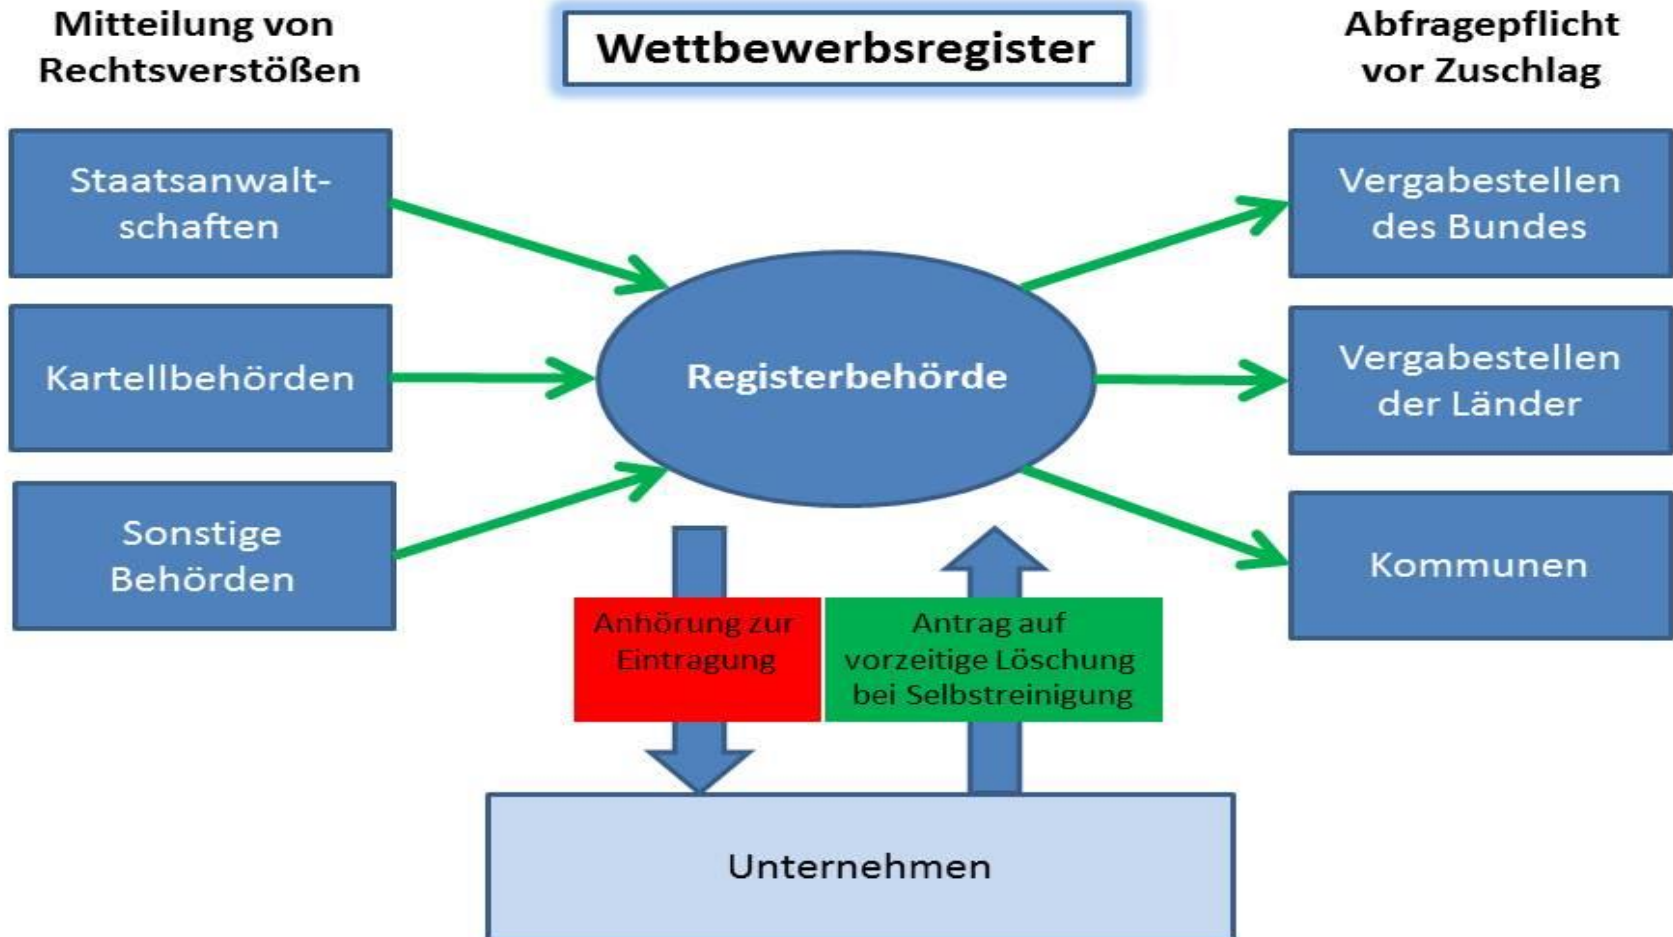 Mitteilung von
Rechtsverstößen
Wettbewerbsregister
Abfragepflicht
vor Zuschlag
Staatsanwalt-
schaften
Kartellbehörden
Sonstige
Behörden
Registerbehörde
Vergabestellen
des Bundes
Vergabestellen
der Länder
Kommunen
Anhörung zur
Eintragung
Antrag auf
vorzeitige Löschung
bei Selbstreinigung
Unternehmen